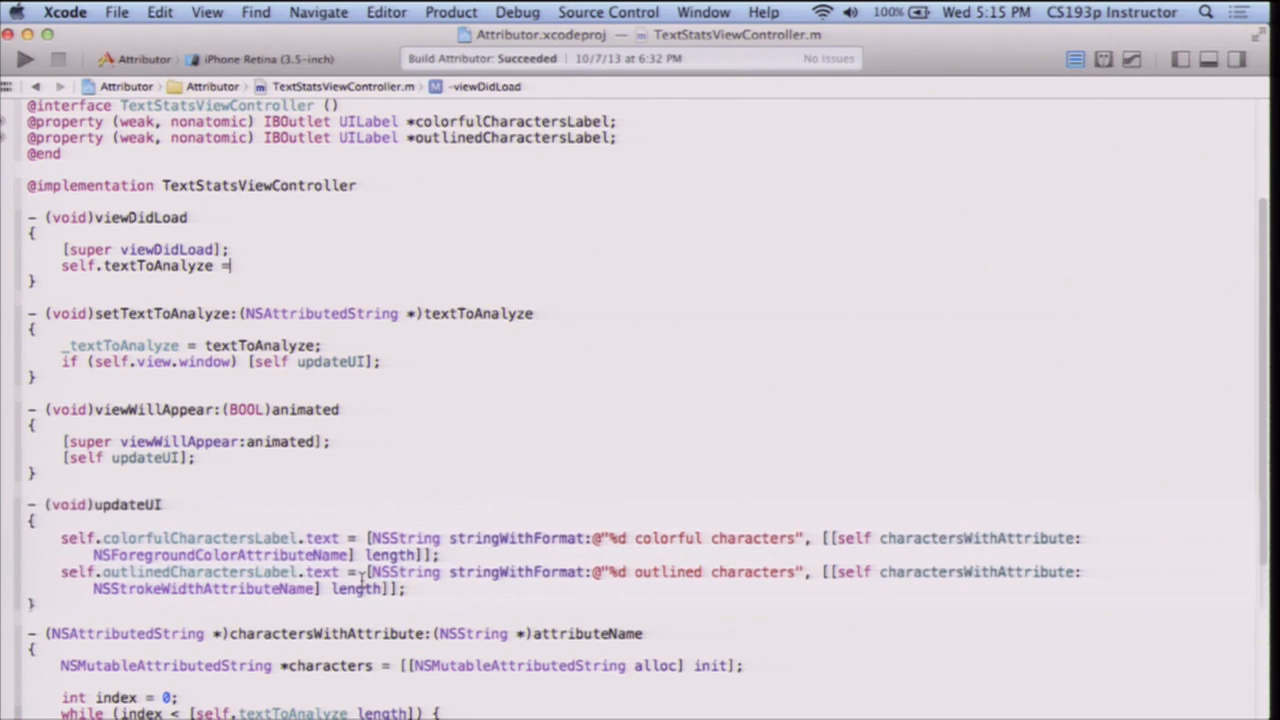 Xcode File Edit View Find Navigate Editor Product Debug Source Control Window Help 100% Wed 5:15 PM CS193p Instructor
Attributor.xcodeproj — TextStatsViewController.m
Attributor iPhone Retina (3.5-inch) Build Attributor: Succeeded 10/7/13 at 6:32 PM No Issues
Attributor Attributor TextStatsViewController.m M -viewDidLoad
@interface TextStatsViewController ()
@property (weak, nonatomic) IBOutlet UILabel *colorfulCharactersLabel;
@property (weak, nonatomic) IBOutlet UILabel *outlinedCharactersLabel;
@end
@implementation TextStatsViewController
- (void)viewDidLoad
{
[super viewDidLoad];
self.textToAnalyze =
}
- (void)setTextToAnalyze:(NSAttributedString *)textToAnalyze
{
_textToAnalyze = textToAnalyze;
if (self.view.window) [self updateUI];
}
- (void)viewWillAppear:(BOOL)animated
{
[super viewWillAppear:animated];
[self updateUI];
}
- (void)updateUI
{
self.colorfulCharactersLabel.text = [NSString stringWithFormat:@"%d colorful characters", [[self charactersWithAttribute:
NSForegroundColorAttributeName] length]];
self.outlinedCharactersLabel.text = [NSString stringWithFormat:@"%d outlined characters", [[self charactersWithAttribute:
NSStrokeWidthAttributeName] length]];
}
- (NSAttributedString *)charactersWithAttribute:(NSString *)attributeName
{
NSMutableAttributedString *characters = [[NSMutableAttributedString alloc] init];
int index = 0;
while (index < [self.textToAnalyze length]) {